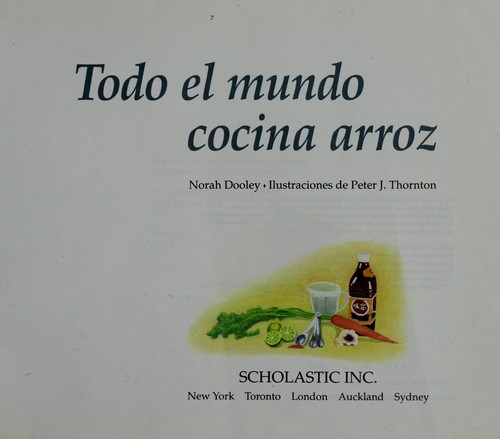 Todo el mundo
cocina arroz
Norah Dooley • Ilustraciones de Peter J. Thornton
SCHOLASTIC INC.
New York Toronto London Auckland Sydney